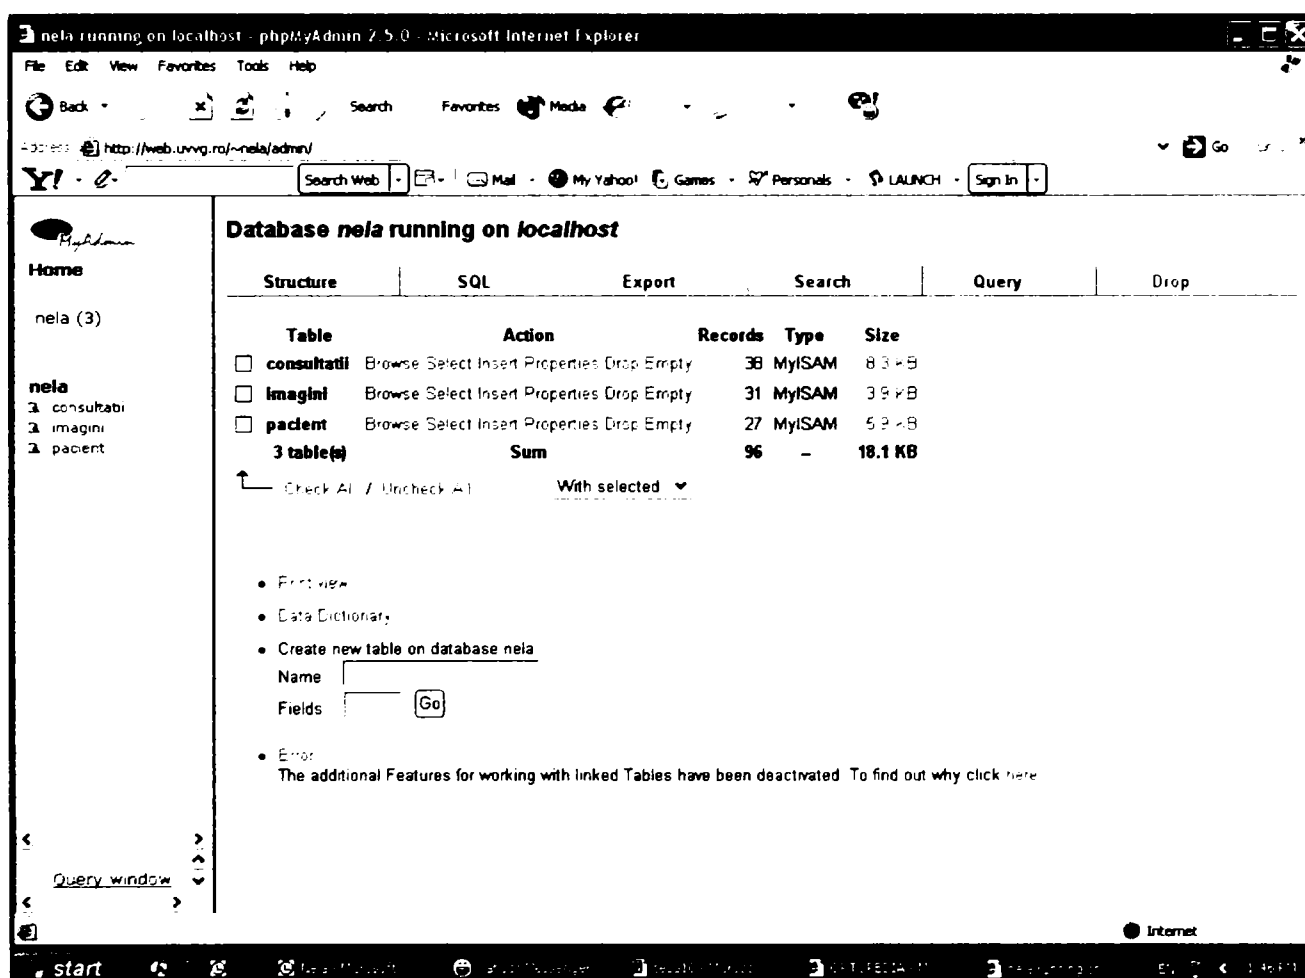 nela running on localhost - phpMyAdmin 2.5.0 - Microsoft Internet Explorer
File Edit View Favorites Tools Help
Back Search Favorites Media
Address http://web.uvvg.ro/~nela/admin/ Go
Y! Search Web Mail My Yahoo! Games Personals LAUNCH Sign In
MyAdmin
Home
nela (3)
nela
consultatii
imagini
pacient
Database nela running on localhost
Structure SQL Export Search Query Drop
Table Action Records Type Size
consultatii Browse Select Insert Properties Drop Empty 38 MyISAM 8.3 KB
imagini Browse Select Insert Properties Drop Empty 31 MyISAM 3.9 KB
pacient Browse Select Insert Properties Drop Empty 27 MyISAM 5.9 KB
3 table(s) Sum 96 – 18.1 KB
Check All / Uncheck All With selected
Print view
Data Dictionary
Create new table on database nela
Name
Fields Go
Error
The additional Features for working with linked Tables have been deactivated. To find out why click here
Query window
Internet
start